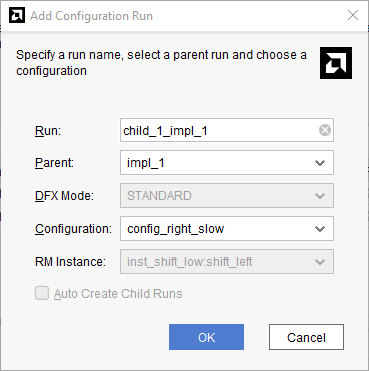 Add Configuration Run
Specify a run name, select a parent run and choose a
configuration
Run: child_1_impl_1
Parent: impl_1
DFX Mode: STANDARD
Configuration: config_right_slow
RM Instance: inst_shift_low:shift_left
Auto Create Child Runs
OK Cancel